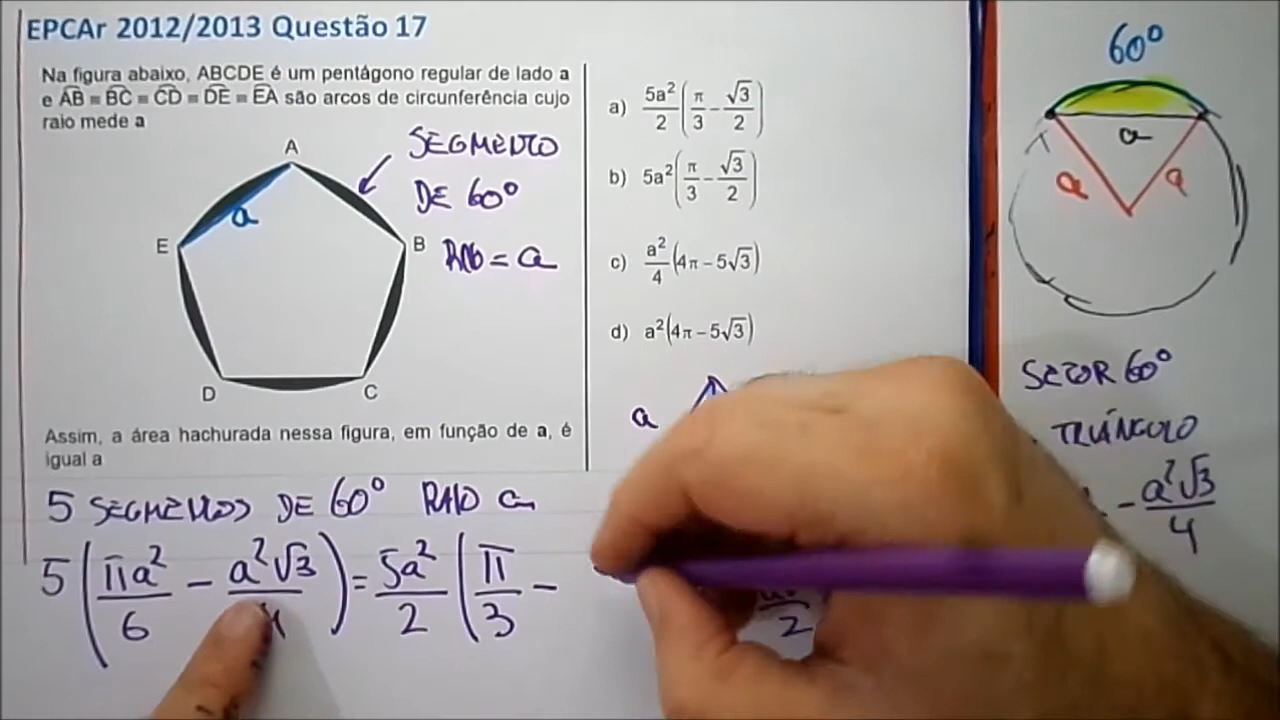 EPCAr 2012/2013 Questão 17
Na figura abaixo, ABCDE é um pentágono regular de lado a
e AB = BC = CD = DE = EA são arcos de circunferência cujo
raio mede a
A
B
C
D
E
a
SEGMENTO
DE 60°
RAIO = a
Assim, a área hachurada nessa figura, em função de a, é
igual a
a) 5a²/2 (π/3 − √3/2)
b) 5a² (π/3 − √3/2)
c) a²/4 (4π − 5√3)
d) a² (4π − 5√3)
a
5 SEGMENTOS DE 60° RAIO a
5 (πa²/6 − a²√3/4) = 5a²/2 (π/3 −
2
60°
a
a
a
SETOR 60°
TRIÂNGULO
− a²√3/4